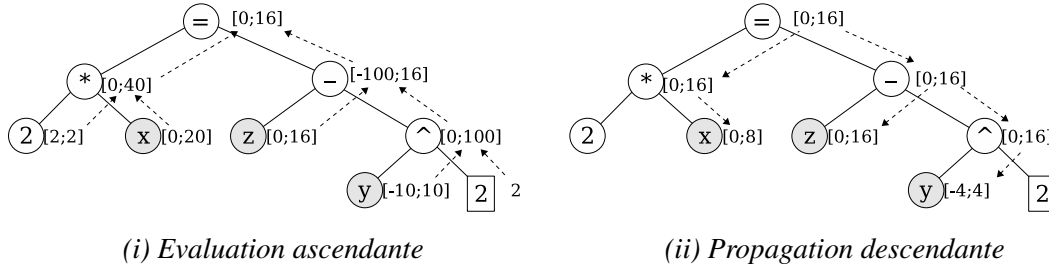 = [0;16] = [0;16]
* [0;40] − [-100;16] * [0;16] − [0;16]
2 [2;2] x [0;20] z [0;16] ^ [0;100] 2 x [0;8] z [0;16] ^ [0;16]
y [-10;10] 2 2 y [-4;4] 2
(i) Evaluation ascendante (ii) Propagation descendante